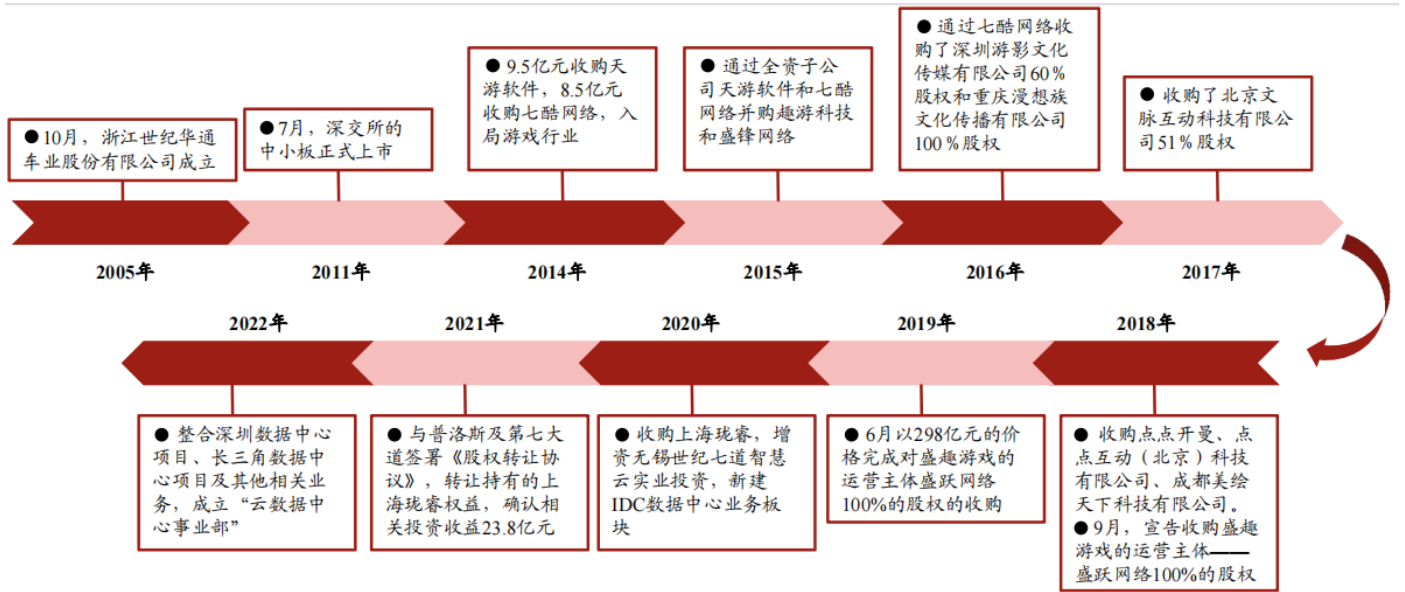 ● 10月，浙江世纪华通
车业股份有限公司成立
● 7月，深交所的
中小板正式上市
● 9.5亿元收购天
游软件，8.5亿元
收购七酷网络，入
局游戏行业
● 通过全资子公
司天游软件和七酷
网络并购趣游科技
和盛锋网络
● 通过七酷网络收
购了深圳游影文化
传媒有限公司60%
股权和重庆漫想族
文化传播有限公司
100%股权
● 收购了北京文
脉互动科技有限公
司51%股权
2005年
2011年
2014年
2015年
2016年
2017年
2018年
2019年
2020年
2021年
2022年
● 收购点点开曼、点
点互动（北京）科技
有限公司、成都美绘
天下科技有限公司。
● 9月，宣告收购盛趣
游戏的运营主体——
盛跃网络100%的股权
● 6月以298亿元的价
格完成对盛趣游戏的
运营主体盛跃网络
100%的股权的收购
● 收购上海珑睿，增
资无锡世纪七道智慧
云实业投资，新建
IDC数据中心业务板
块
● 与普洛斯及第七大
道签署《股权转让协
议》，转让持有的上
海珑睿权益，确认相
关投资收益23.8亿元
● 整合深圳数据中心
项目、长三角数据中
心项目及其他相关业
务，成立“云数据中
心事业部”